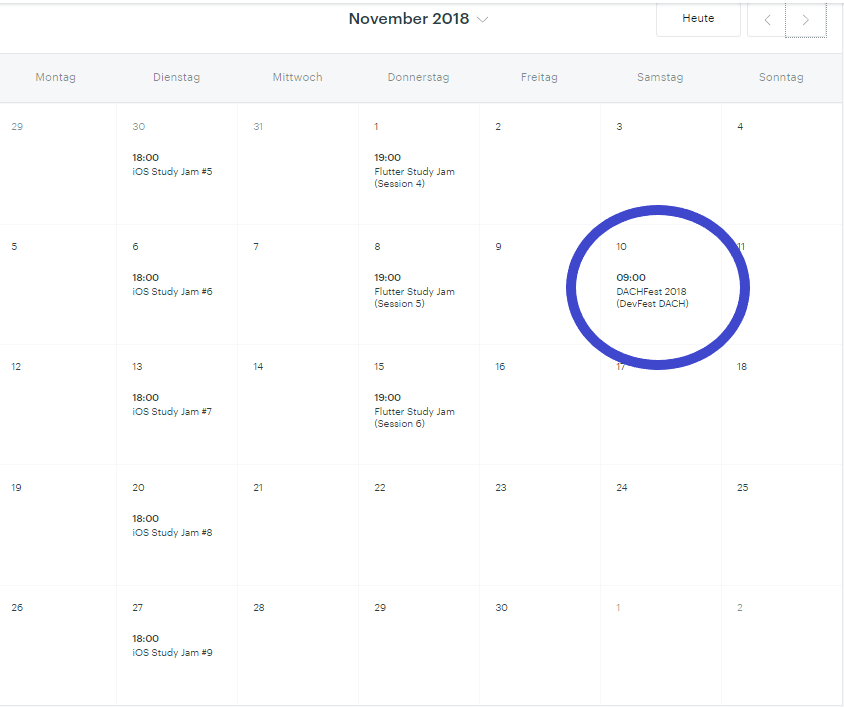 November 2018
Heute
Montag Dienstag Mittwoch Donnerstag Freitag Samstag Sonntag
29 30 31 1 2 3 4
18:00 19:00
iOS Study Jam #5 Flutter Study Jam
(Session 4)
5 6 7 8 9 10 11
18:00 19:00 09:00
iOS Study Jam #6 Flutter Study Jam DACHFest 2018
(Session 5) (DevFest DACH)
12 13 14 15 16 17 18
18:00 19:00
iOS Study Jam #7 Flutter Study Jam
(Session 6)
19 20 21 22 23 24 25
18:00
iOS Study Jam #8
26 27 28 29 30 1 2
18:00
iOS Study Jam #9